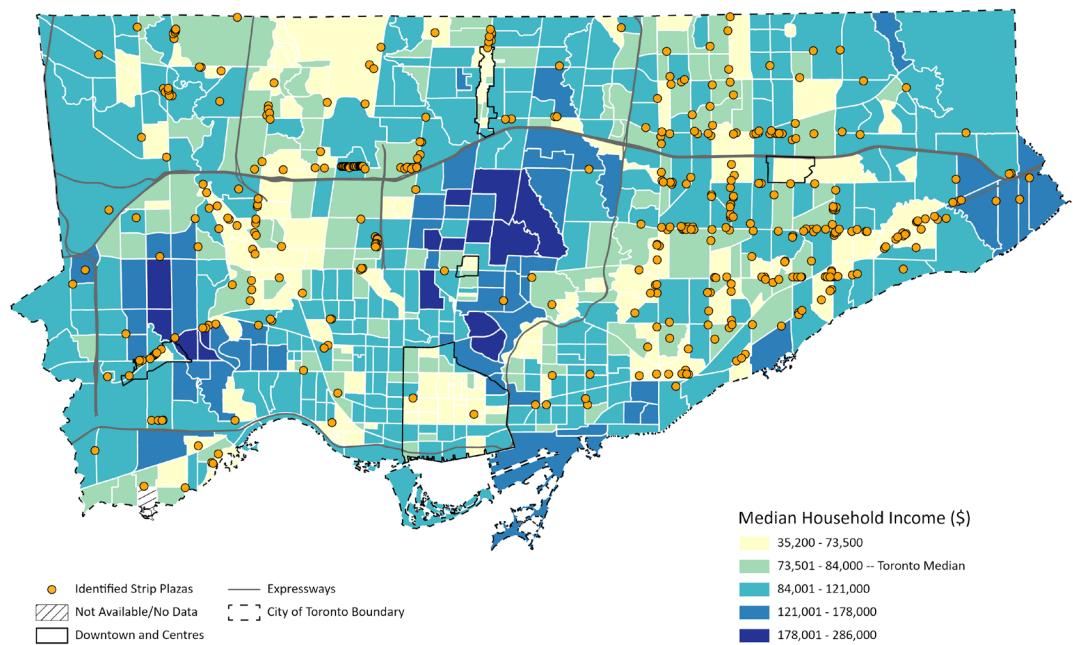 Median Household Income ($)
35,200 - 73,500
73,501 - 84,000 -- Toronto Median
84,001 - 121,000
121,001 - 178,000
178,001 - 286,000
Identified Strip Plazas
Expressways
Not Available/No Data
City of Toronto Boundary
Downtown and Centres